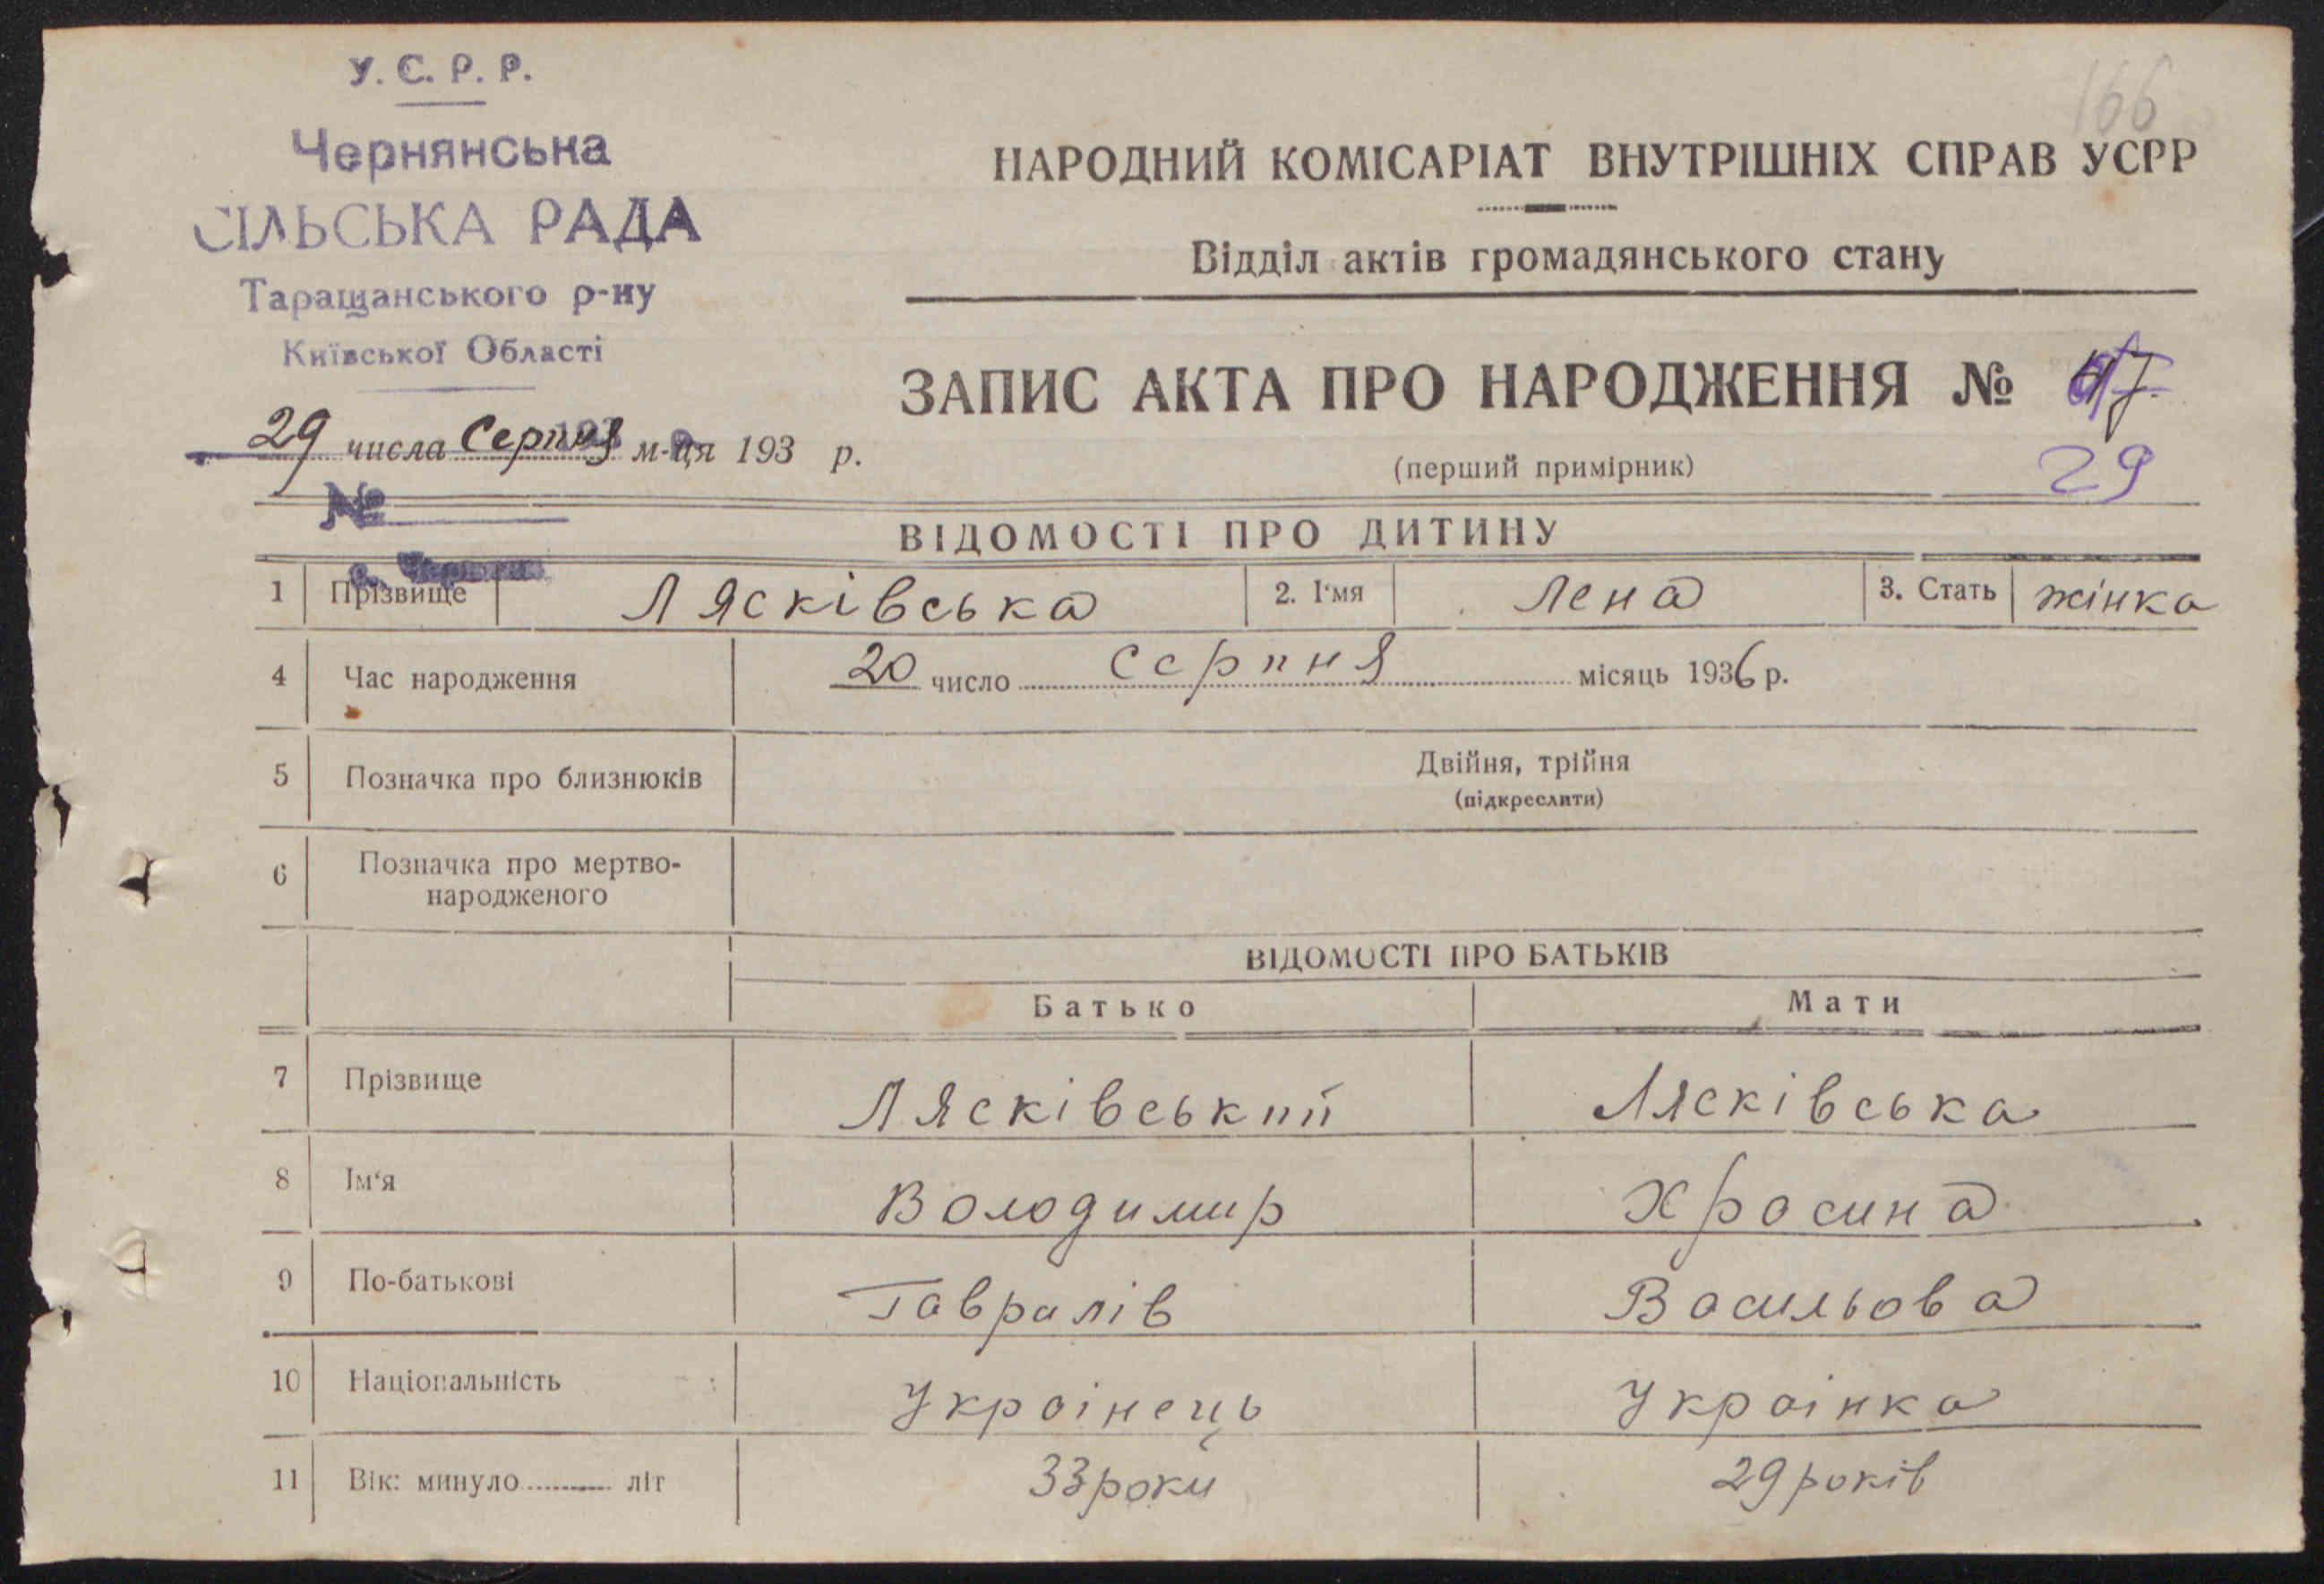 У. С. Р. Р.
Чернянська
СІЛЬСЬКА РАДА
Таращанського р-ну
Київської Області
166
НАРОДНИЙ КОМІСАРІАТ ВНУТРІШНІХ СПРАВ УСРР
Відділ актів громадянського стану
ЗАПИС АКТА ПРО НАРОДЖЕННЯ №
29 числа Серпня м-ця 193 р.
(перший примірник)
29
№
ВІДОМОСТІ ПРО ДИТИНУ
1 Прізвище Лясківська 2. І'мя Лена 3. Стать жінка
4 Час народження 20 число Серпня місяць 1936 р.
5 Позначка про близнюків Двійня, трійня
(підкреслити)
6 Позначка про мертво-
народженого
ВІДОМОСТІ ПРО БАТЬКІВ
Батько Мати
7 Прізвище Лясківський Лясківська
8 Ім'я Володимир Хросина
9 По-батькові Таврилів Васильова
10 Національність Українець Українка
11 Вік: минуло літ 33 роки 29 років